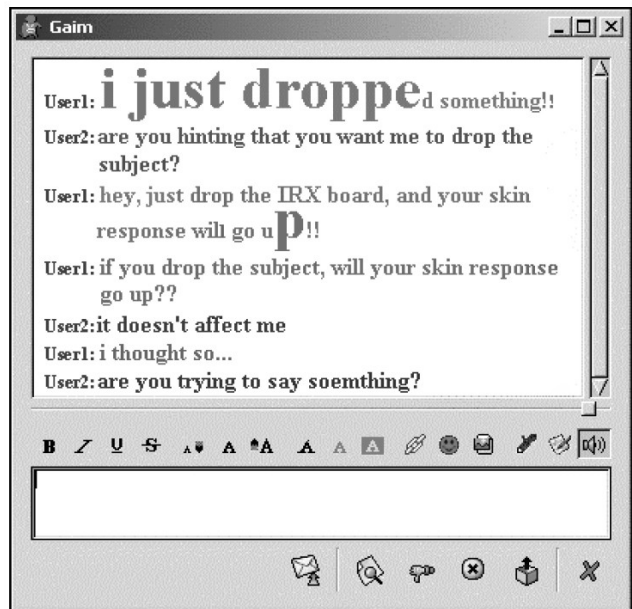 Gaim
User1: i just dropped something!!
User2: are you hinting that you want me to drop the
subject?
User1: hey, just drop the IRX board, and your skin
response will go up!!
User1: if you drop the subject, will your skin response
go up??
User2: it doesn't affect me
User1: i thought so...
User2: are you trying to say soemthing?
B I U S A A A A A A